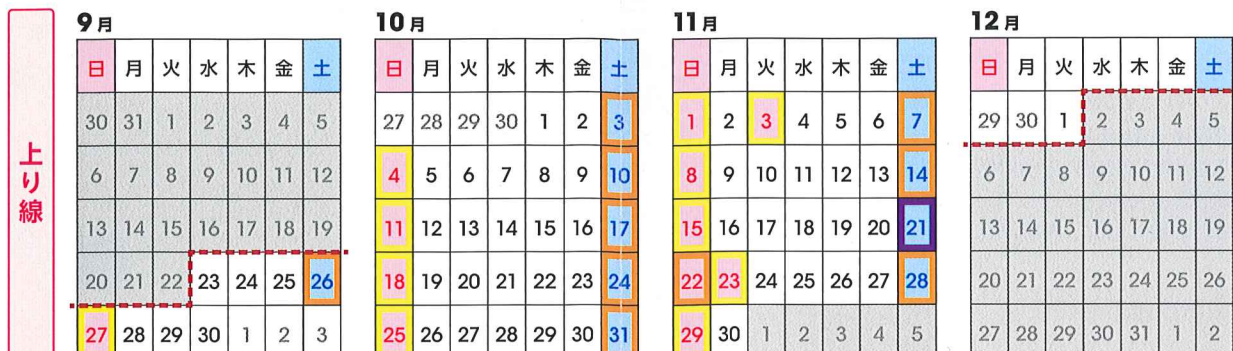 上り線
9月
日 月 火 水 木 金 土
30 31 1 2 3 4 5
6 7 8 9 10 11 12
13 14 15 16 17 18 19
20 21 22 23 24 25 26
27 28 29 30 1 2 3
10月
日 月 火 水 木 金 土
27 28 29 30 1 2 3
4 5 6 7 8 9 10
11 12 13 14 15 16 17
18 19 20 21 22 23 24
25 26 27 28 29 30 31
11月
日 月 火 水 木 金 土
1 2 3 4 5 6 7
8 9 10 11 12 13 14
15 16 17 18 19 20 21
22 23 24 25 26 27 28
29 30 1 2 3 4 5
12月
日 月 火 水 木 金 土
29 30 1 2 3 4 5
6 7 8 9 10 11 12
13 14 15 16 17 18 19
20 21 22 23 24 25 26
27 28 29 30 31 1 2